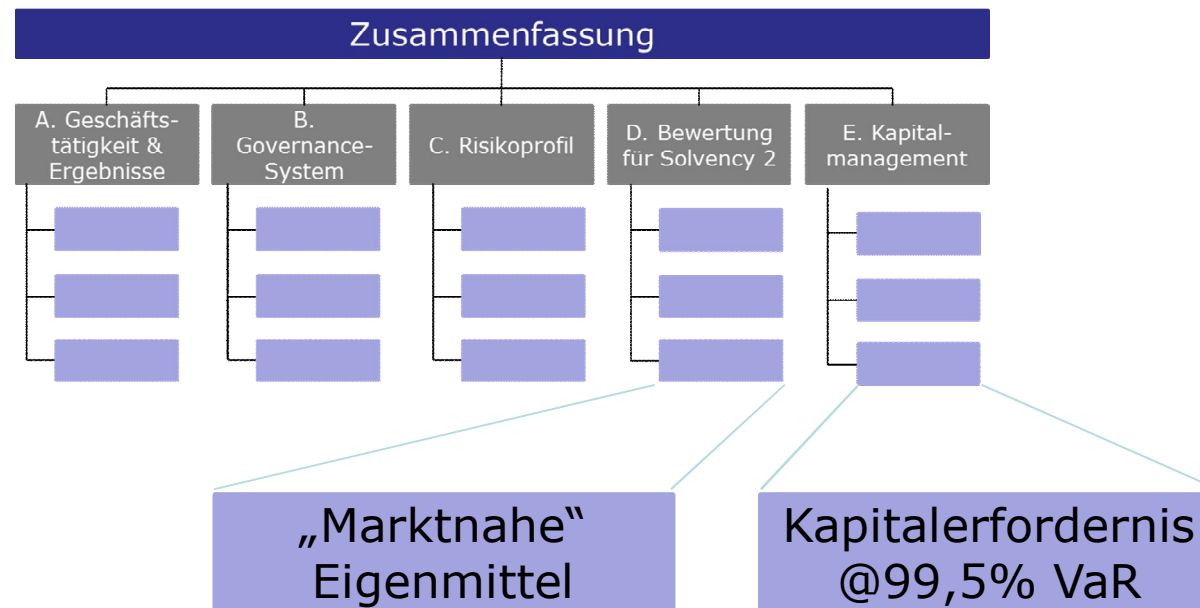 Zusammenfassung
A. Geschäfts-
tätigkeit &
Ergebnisse
B.
Governance-
System
C. Risikoprofil
D. Bewertung
für Solvency 2
E. Kapital-
management
„Marktnahe“
Eigenmittel
Kapitalerfordernis
@99,5% VaR